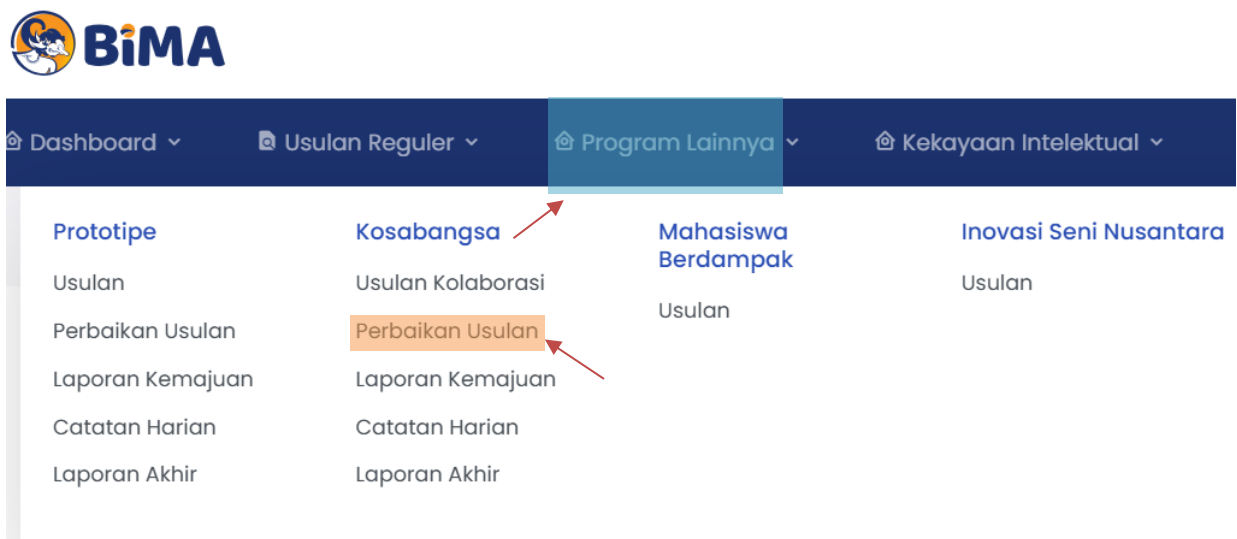 BiMA
Dashboard
Usulan Reguler
Program Lainnya
Kekayaan Intelektual
Prototipe
Usulan
Perbaikan Usulan
Laporan Kemajuan
Catatan Harian
Laporan Akhir
Kosabangsa
Usulan Kolaborasi
Perbaikan Usulan
Laporan Kemajuan
Catatan Harian
Laporan Akhir
Mahasiswa
Berdampak
Usulan
Inovasi Seni Nusantara
Usulan